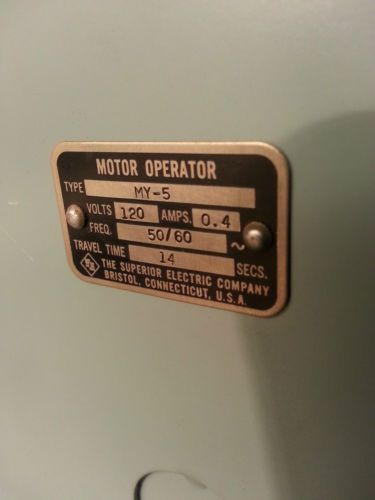 MOTOR OPERATOR
TYPE MY-5
VOLTS 120 AMPS. 0.4
FREQ. 50/60 ~
TRAVEL TIME 14 SECS.
THE SUPERIOR ELECTRIC COMPANY
BRISTOL, CONNECTICUT, U.S.A.